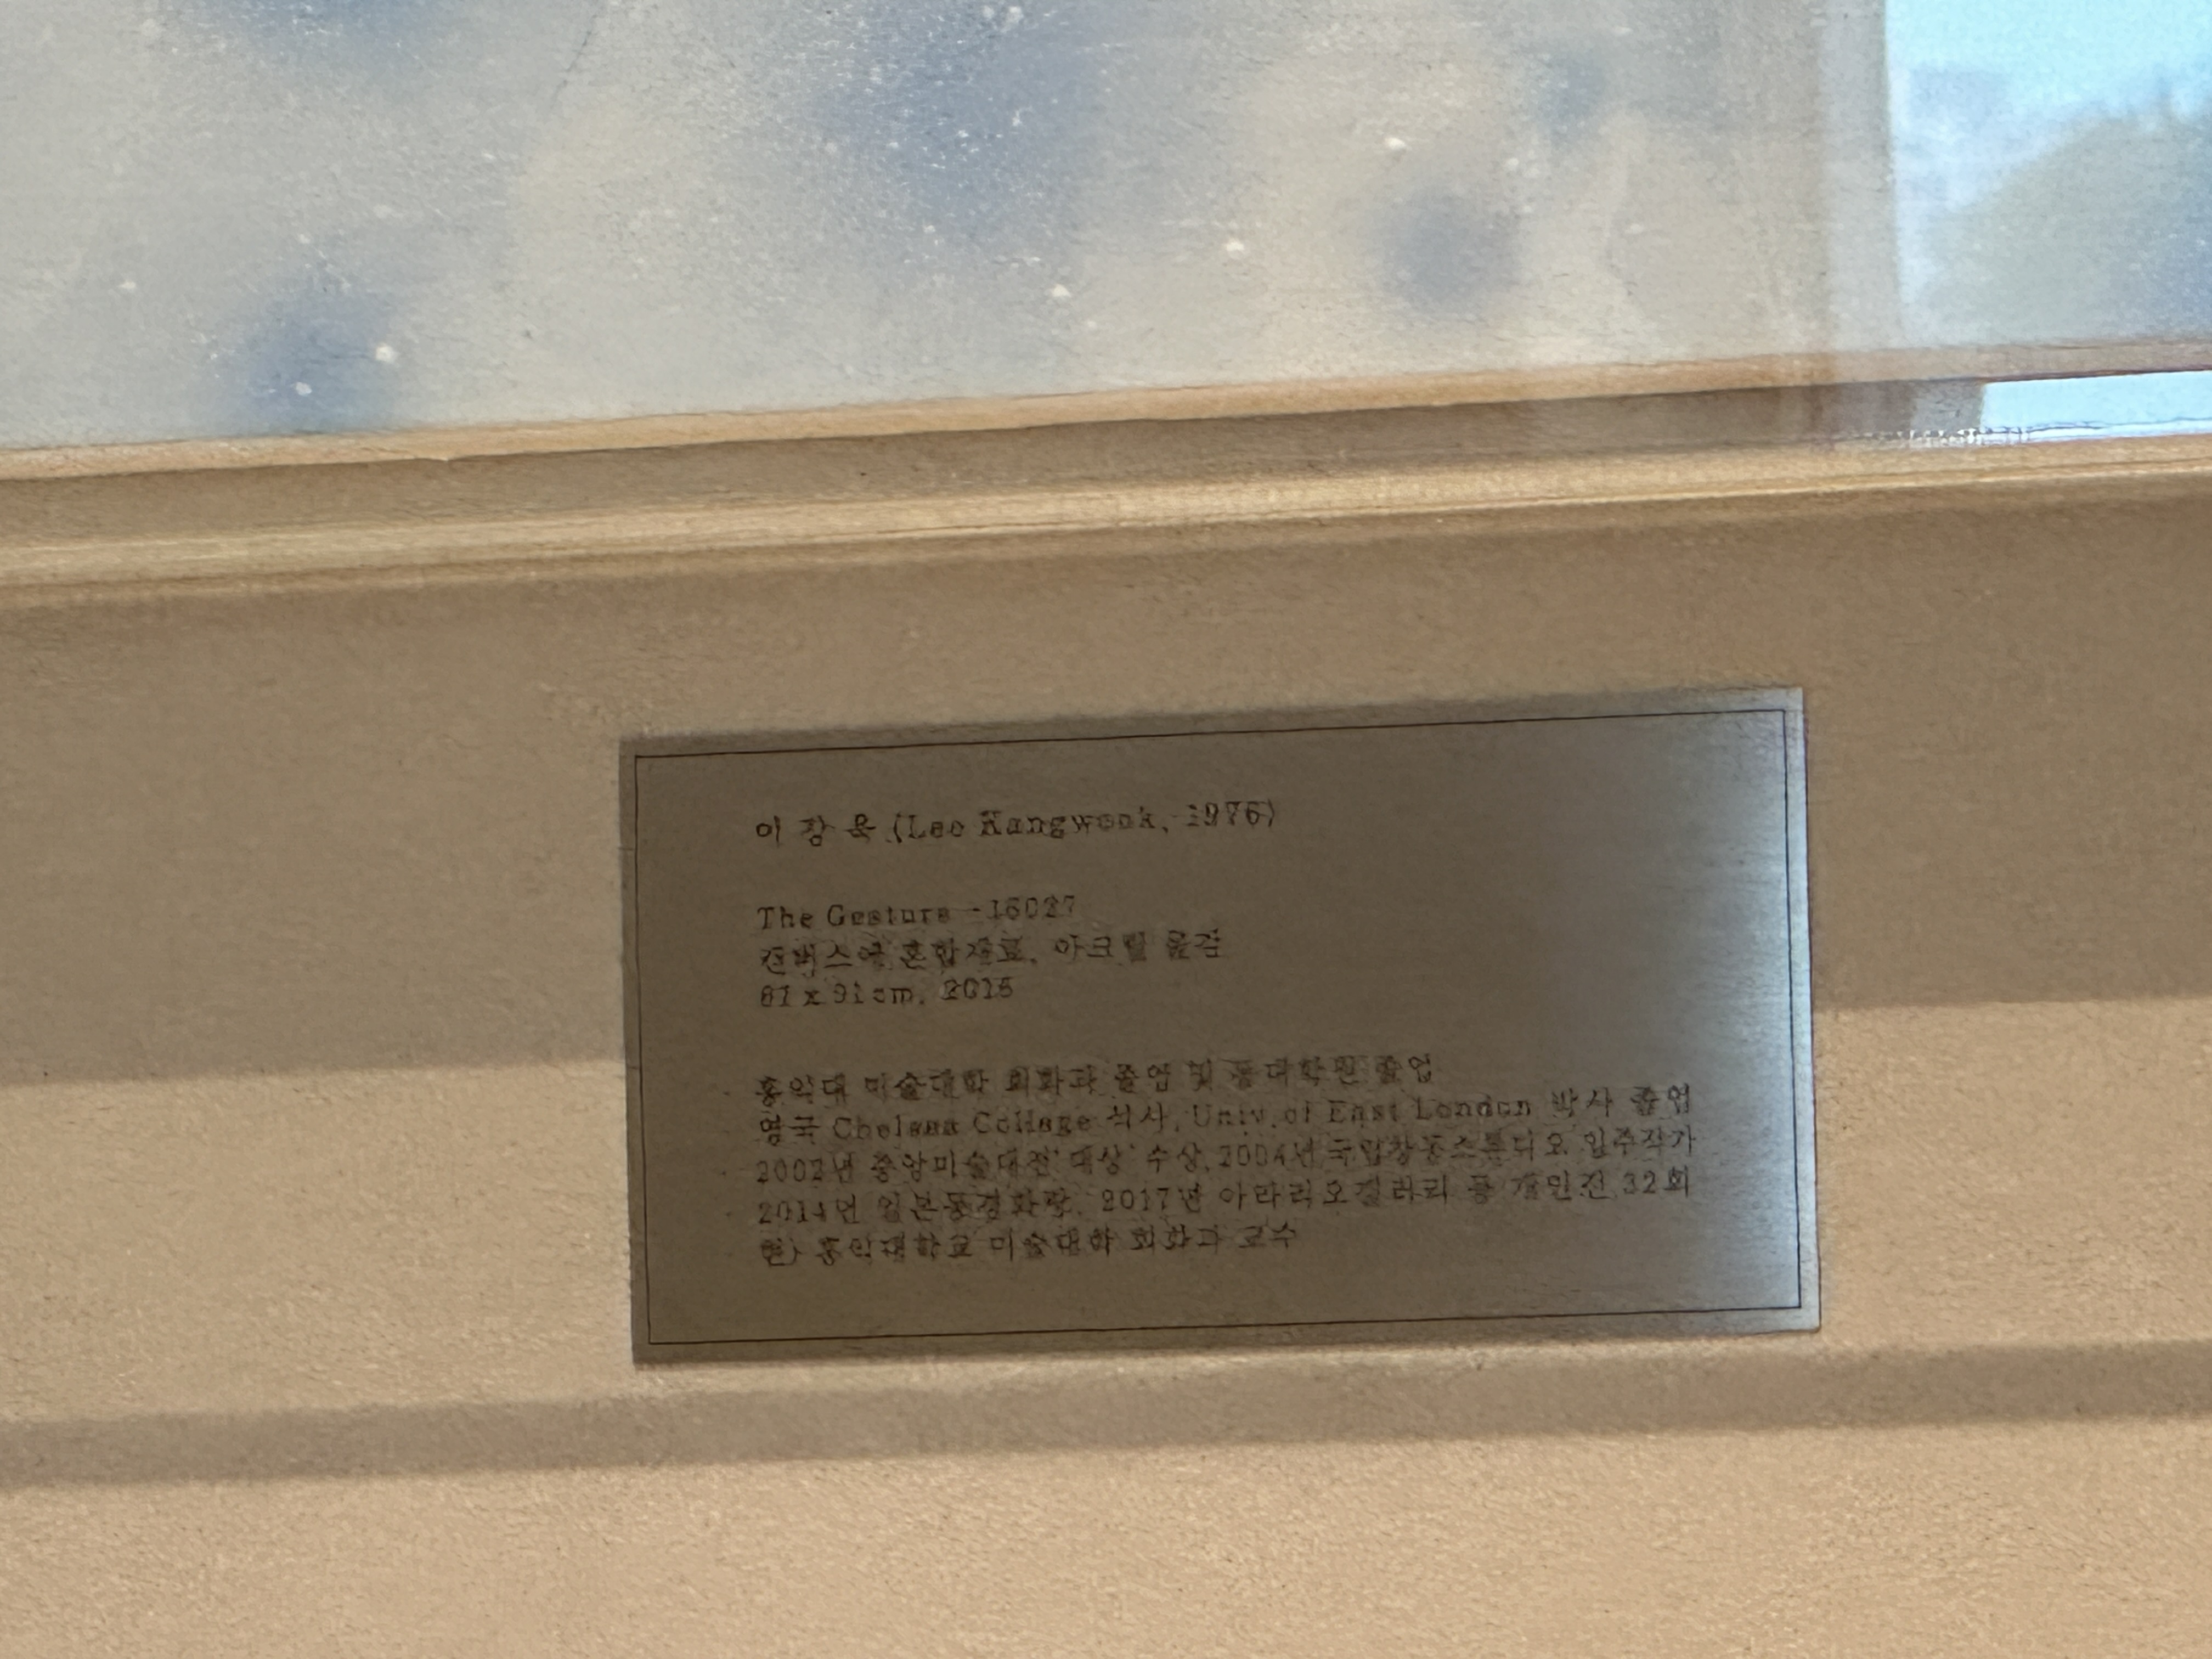 이 강 욱 (Lee Kangwook, 1976)
The Gesture -16027
캔버스에 혼합재료, 아크릴 물감
x 91cm, 2016
홍익대 미술대학 회화과 졸업 및 동대학원 졸업
영국 Chelsea College 석사, Univ. of East London 박사 졸업
2002년 중앙미술대전 '대상' 수상, 2004년 국립창동스튜디오 입주작가
2014년 일본동경화랑, 2017년 아라리오갤러리 등 개인전 32회
현) 홍익대학교 미술대학 회화과 교수